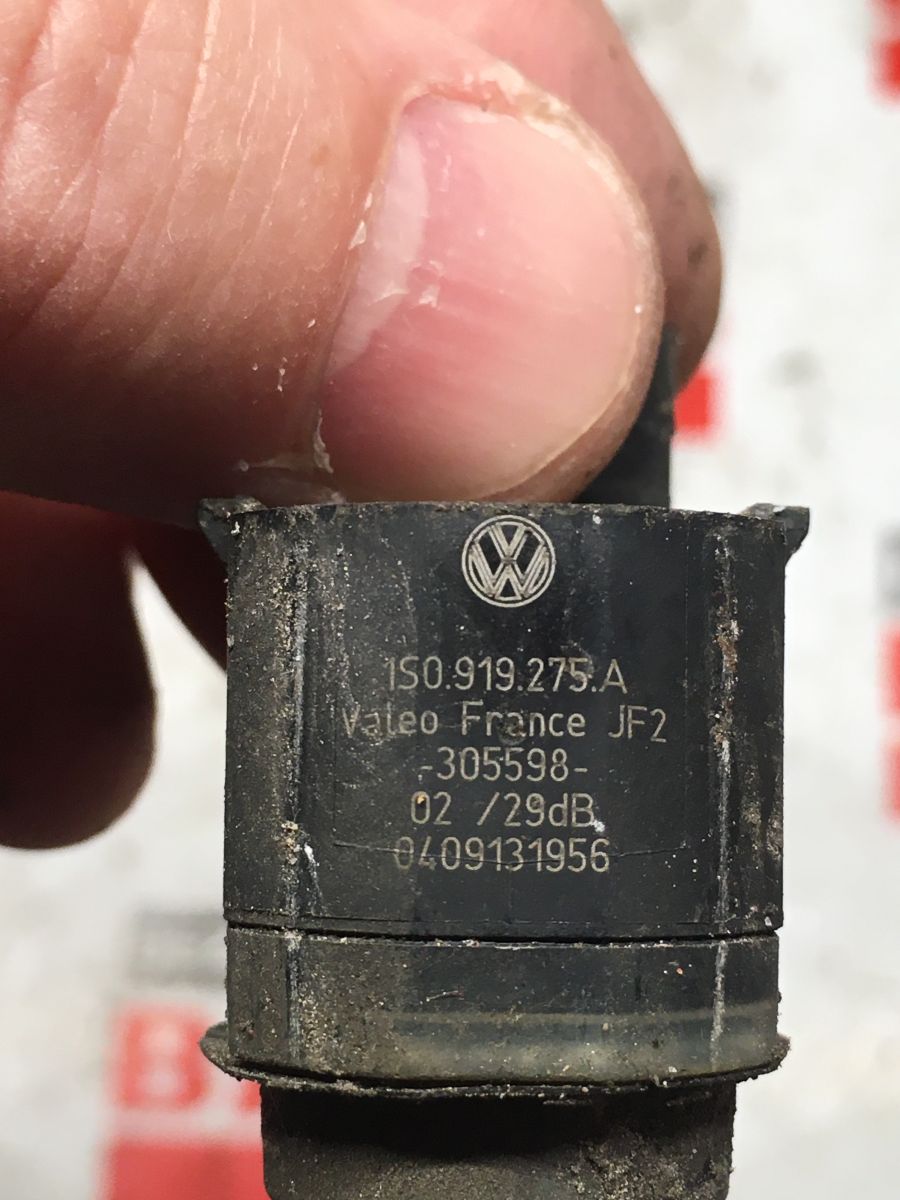 1S0.919.275.A
Valeo France JF2
-305598-
02 /29dB
0409131956